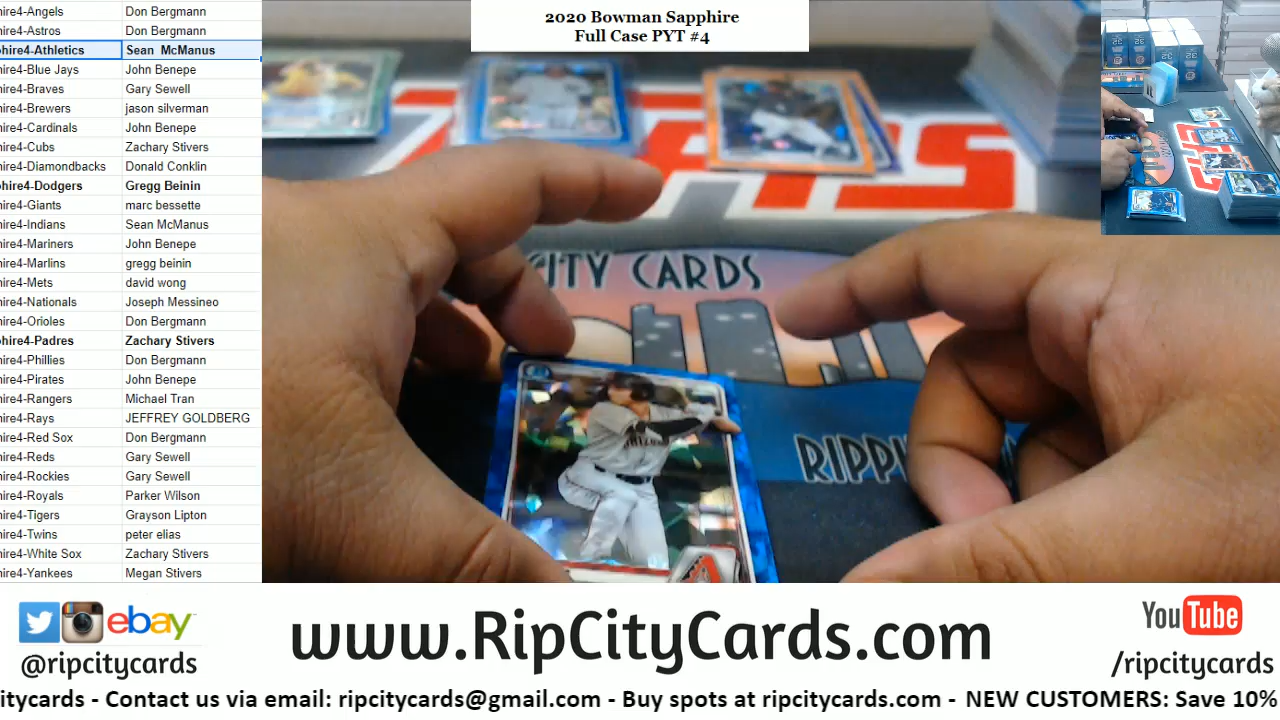 2020 Bowman Sapphire
Full Case PYT #4
hire4-Angels Don Bergmann
hire4-Astros Don Bergmann
hire4-Athletics Sean McManus
hire4-Blue Jays John Benepe
hire4-Braves Gary Sewell
hire4-Brewers jason silverman
hire4-Cardinals John Benepe
hire4-Cubs Zachary Stivers
hire4-Diamondbacks Donald Conklin
hire4-Dodgers Gregg Beinin
hire4-Giants marc bessette
hire4-Indians Sean McManus
hire4-Mariners John Benepe
hire4-Marlins gregg beinin
hire4-Mets david wong
hire4-Nationals Joseph Messineo
hire4-Orioles Don Bergmann
hire4-Padres Zachary Stivers
hire4-Phillies Don Bergmann
hire4-Pirates John Benepe
hire4-Rangers Michael Tran
hire4-Rays JEFFREY GOLDBERG
hire4-Red Sox Don Bergmann
hire4-Reds Gary Sewell
hire4-Rockies Gary Sewell
hire4-Royals Parker Wilson
hire4-Tigers Grayson Lipton
hire4-Twins peter elias
hire4-White Sox Zachary Stivers
hire4-Yankees Megan Stivers
CITY CARDS
RIPPI
ebay
@ripcitycards
www.RipCityCards.com
YouTube
/ripcitycards
citycards - Contact us via email: ripcitycards@gmail.com - Buy spots at ripcitycards.com - NEW CUSTOMERS: Save 10%